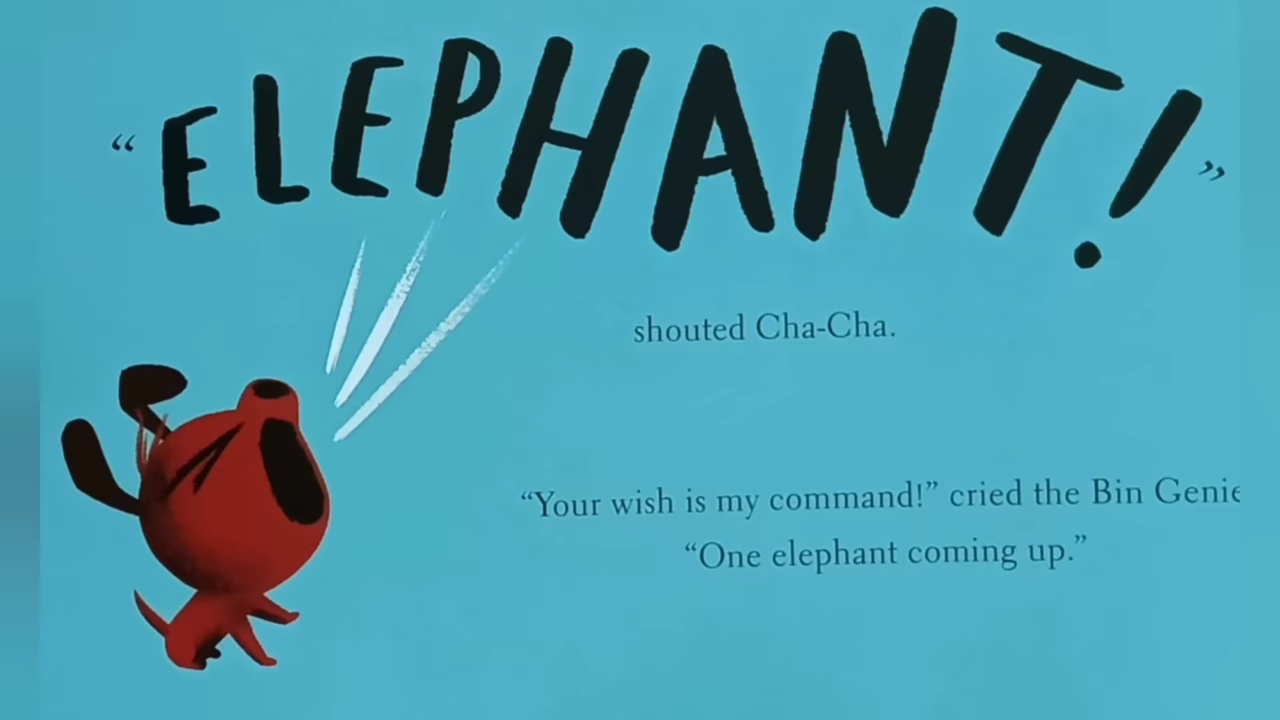 “ELEPHANT!”
shouted Cha-Cha.
“Your wish is my command!” cried the Bin Genie
“One elephant coming up.”